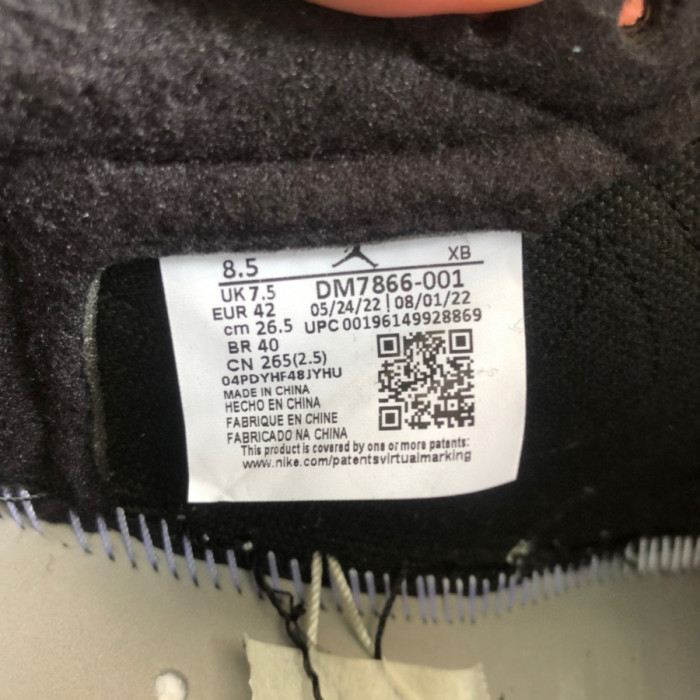 8.5 XB
UK 7.5 DM7866-001
EUR 42 05/24/22 | 08/01/22
cm 26.5 UPC 00196149928869
BR 40
CN 265(2.5)
04PDYHF48JYHU
MADE IN CHINA
HECHO EN CHINA
FABRIQUE EN CHINE
FABRICADO NA CHINA
This product is covered by one or more patents:
www.nike.com/patentsvirtualmarking